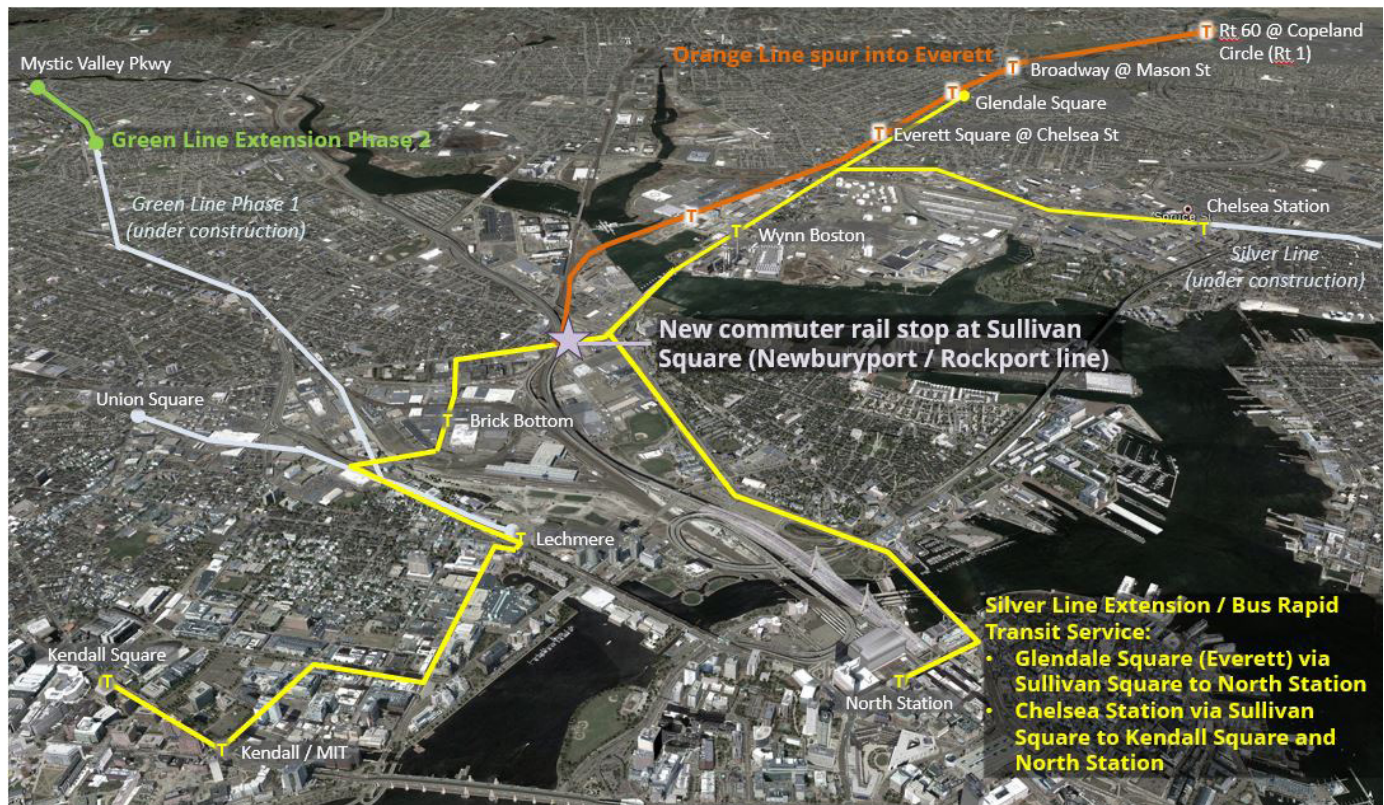 Rt 60 @ Copeland
Circle (Rt 1)
Orange Line spur into Everett
Mystic Valley Pkwy
Broadway @ Mason St
Glendale Square
Green Line Extension Phase 2
Everett Square @ Chelsea St
Green Line Phase 1
(under construction)
Chelsea Station
Spruce St
Wynn Boston
Silver Line
(under construction)
New commuter rail stop at Sullivan
Square (Newburyport / Rockport line)
Union Square
Brick Bottom
Lechmere
Silver Line Extension / Bus Rapid
Transit Service:
• Glendale Square (Everett) via
Sullivan Square to North Station
• Chelsea Station via Sullivan
Square to Kendall Square and
North Station
Kendall Square
North Station
Kendall / MIT
T
T
T
T
T
T
T
T
T
T
T
T